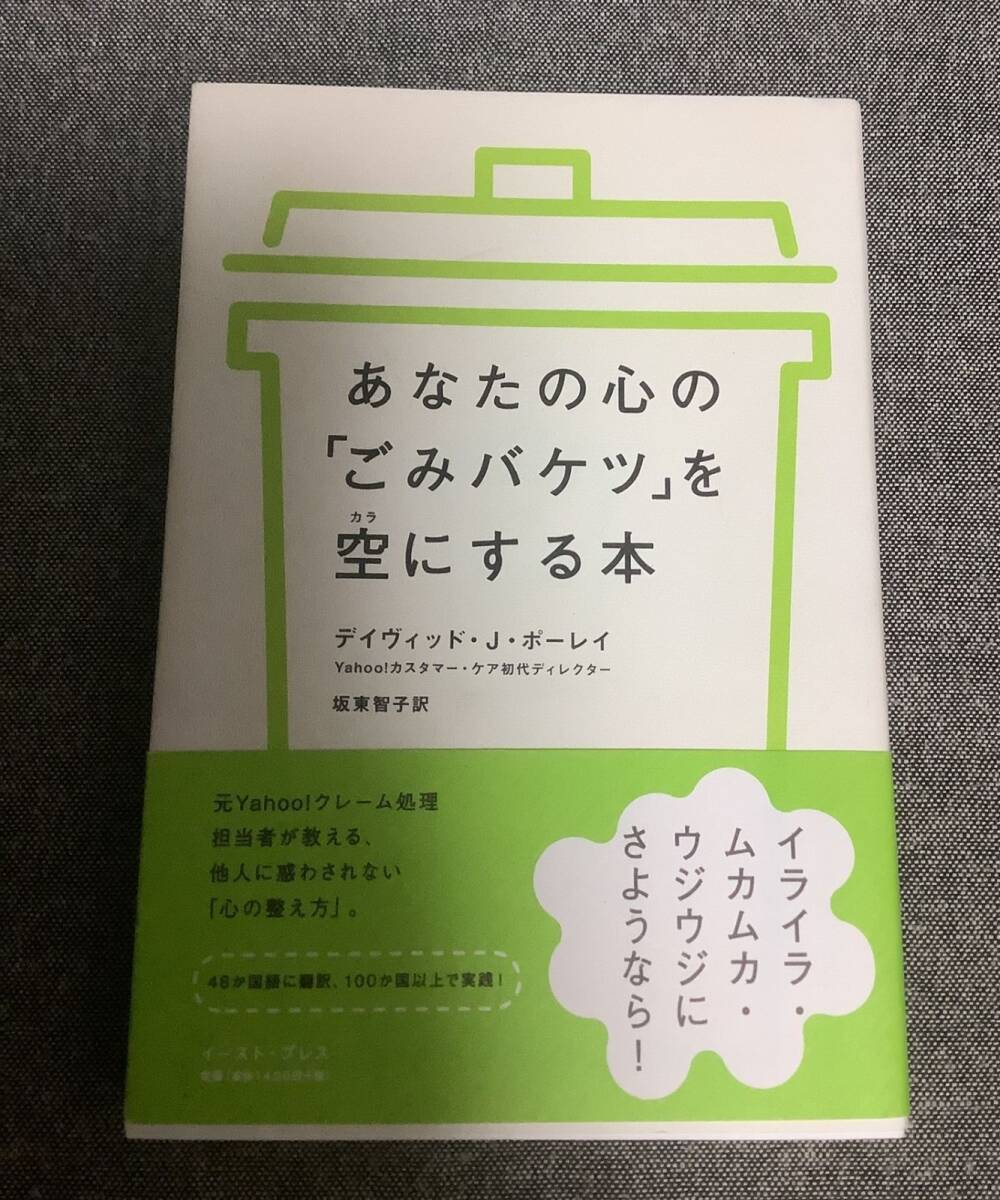 あなたの心の
「ごみバケツ」を
カラ
空にする本
デイヴィッド・J・ポーレイ
Yahoo!カスタマー・ケア初代ディレクター
坂東智子訳
元Yahoo!クレーム処理
担当者が教える、
他人に惑わされない
「心の整え方」。
48か国語に翻訳、100か国以上で実践!
イライラ・
ムカムカ・
ウジウジに
さようなら!
イースト・プレス